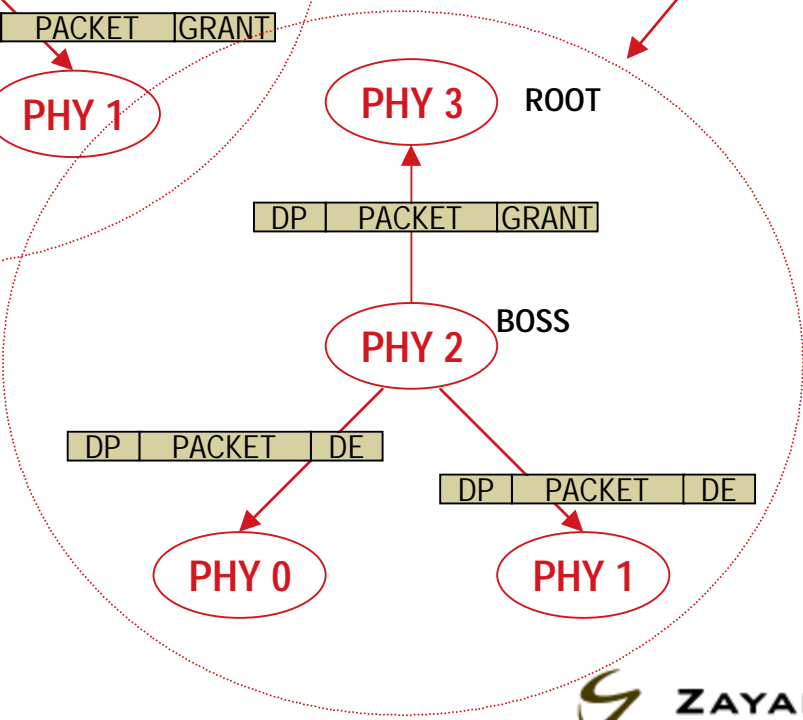 PACKET GRANT
PHY 1
PHY 3 ROOT
DP PACKET GRANT
PHY 2 BOSS
DP PACKET DE
DP PACKET DE
PHY 0
PHY 1